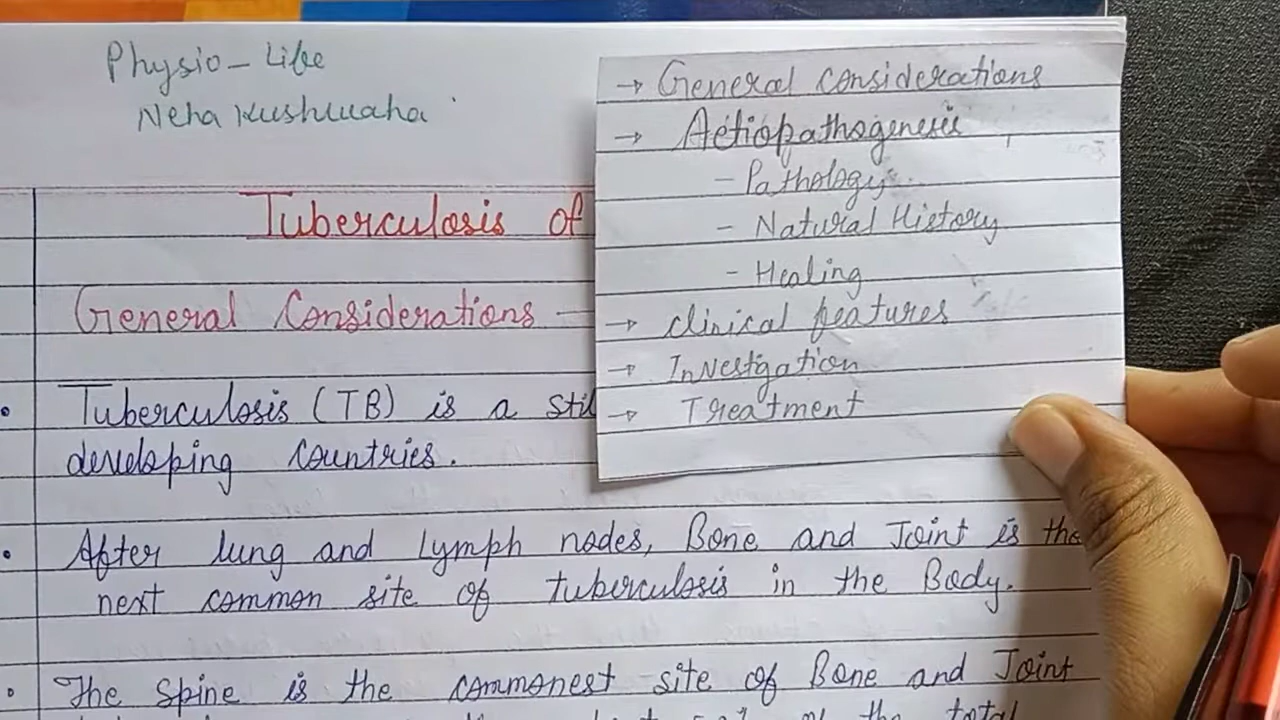 Physio-Life
Neha Kushwaha
→ General Considerations
→ Aetiopathogenesis
- Pathology
- Natural History
- Healing
→ Clinical features
→ Investigation
→ Treatment
Tuberculosis of
General Considerations -
• Tuberculosis (TB) is a
developing countries.
• After lung and lymph nodes, Bone and Joint is the
next common site of tuberculosis in the Body.
• The spine is the commonest site of Bone and Joint
the total